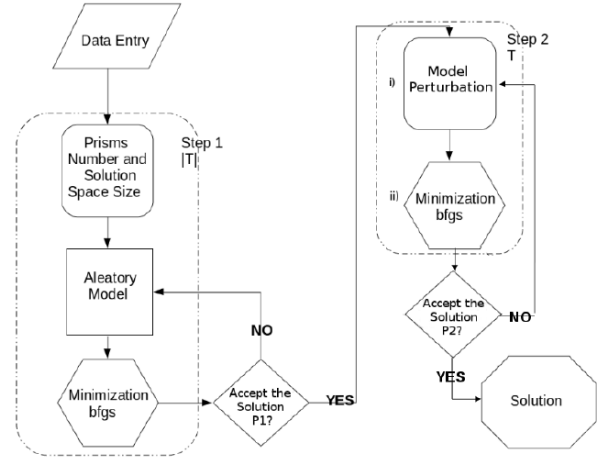 Data Entry
Step 1
|T|
Prisms
Number and
Solution
Space Size
Aleatory
Model
NO
Minimization
bfgs
Accept the
Solution
P1?
YES
Step 2
T
i)
Model
Perturbation
ii)
Minimization
bfgs
Accept the
Solution
P2?
NO
YES
Solution